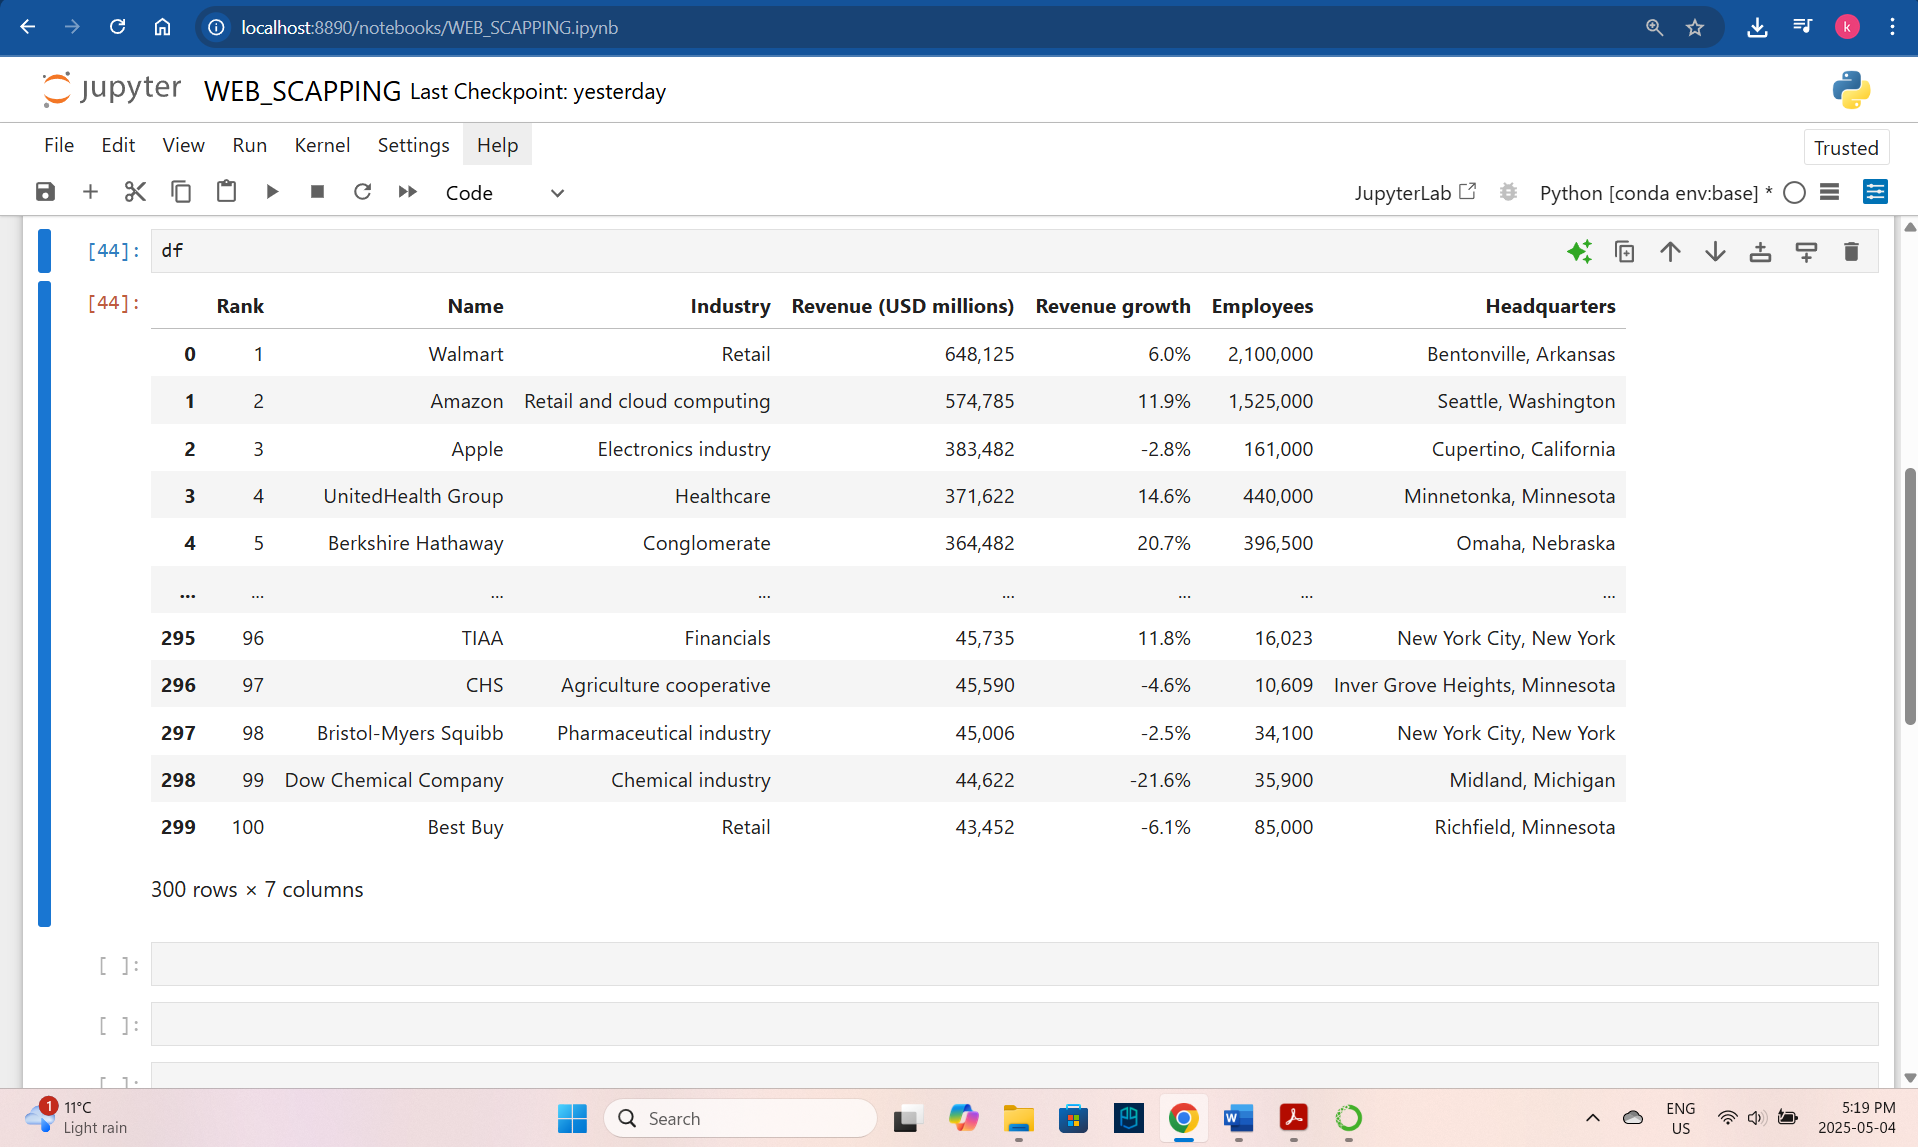 localhost:8890/notebooks/WEB_SCAPPING.ipynb
k
jupyter WEB_SCAPPING Last Checkpoint: yesterday
File Edit View Run Kernel Settings Help Trusted
Code JupyterLab Python [conda env:base] *
[44]: df
[44]: Rank Name Industry Revenue (USD millions) Revenue growth Employees Headquarters
0 1 Walmart Retail 648,125 6.0% 2,100,000 Bentonville, Arkansas
1 2 Amazon Retail and cloud computing 574,785 11.9% 1,525,000 Seattle, Washington
2 3 Apple Electronics industry 383,482 -2.8% 161,000 Cupertino, California
3 4 UnitedHealth Group Healthcare 371,622 14.6% 440,000 Minnetonka, Minnesota
4 5 Berkshire Hathaway Conglomerate 364,482 20.7% 396,500 Omaha, Nebraska
... ... ... ... ... ... ... ...
295 96 TIAA Financials 45,735 11.8% 16,023 New York City, New York
296 97 CHS Agriculture cooperative 45,590 -4.6% 10,609 Inver Grove Heights, Minnesota
297 98 Bristol-Myers Squibb Pharmaceutical industry 45,006 -2.5% 34,100 New York City, New York
298 99 Dow Chemical Company Chemical industry 44,622 -21.6% 35,900 Midland, Michigan
299 100 Best Buy Retail 43,452 -6.1% 85,000 Richfield, Minnesota
300 rows × 7 columns
[ ]:
[ ]:
[ ]:
1 11°C
Light rain
Search
ENG
US
5:19 PM
2025-05-04